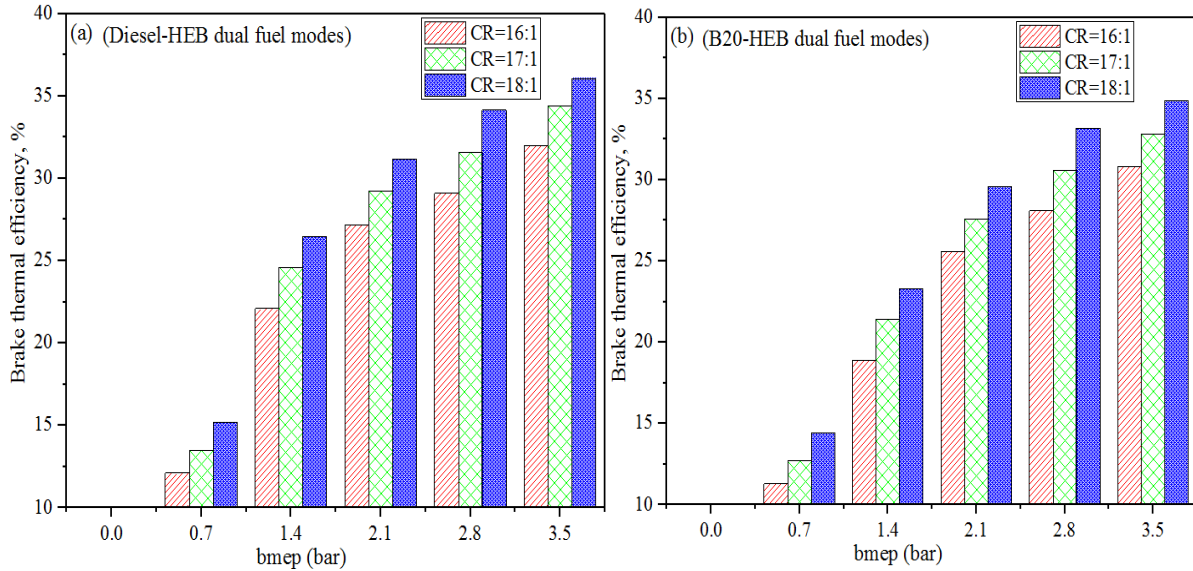 (a) (Diesel-HEB dual fuel modes)
CR=16:1
CR=17:1
CR=18:1
Brake thermal efficiency, %
40
35
30
25
20
15
10
0.0 0.7 1.4 2.1 2.8 3.5
bmep (bar)
(b) (B20-HEB dual fuel modes)
CR=16:1
CR=17:1
CR=18:1
Brake thermal efficiency, %
40
35
30
25
20
15
10
0.0 0.7 1.4 2.1 2.8 3.5
bmep (bar)